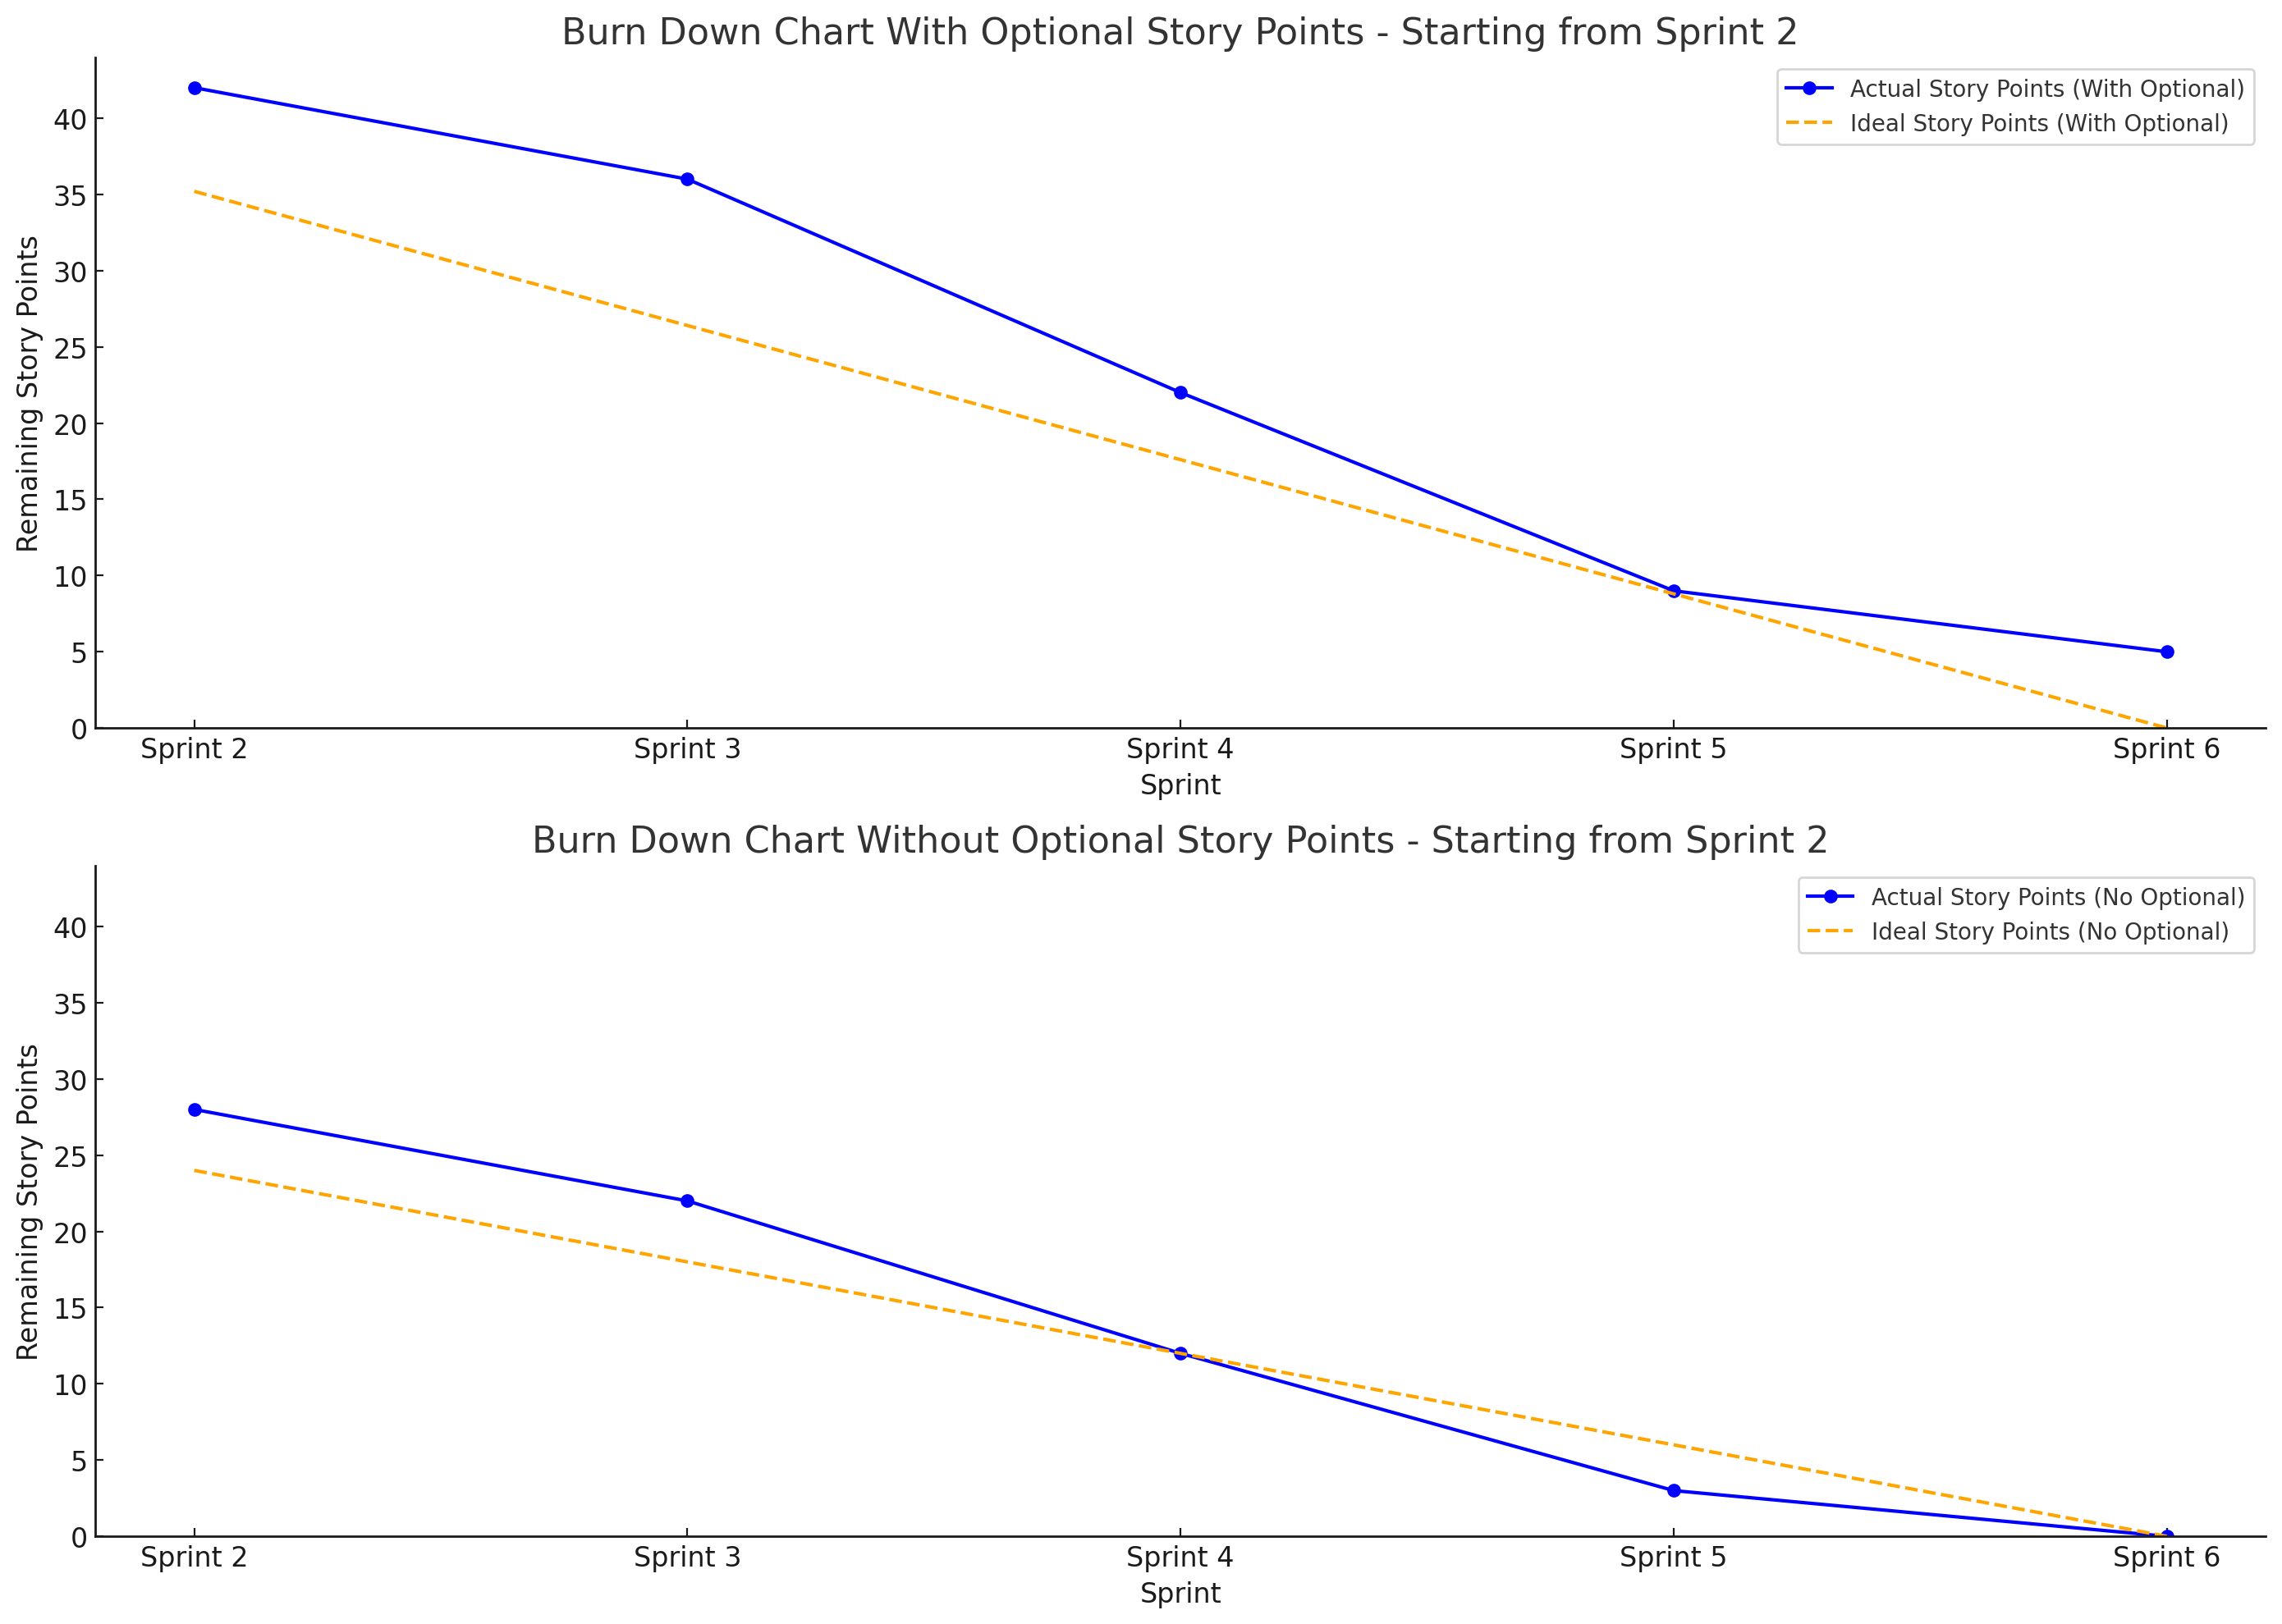 Burn Down Chart With Optional Story Points - Starting from Sprint 2
Actual Story Points (With Optional)
Ideal Story Points (With Optional)
Remaining Story Points
40
35
30
25
20
15
10
5
0
Sprint 2
Sprint 3
Sprint 4
Sprint 5
Sprint 6
Sprint
Burn Down Chart Without Optional Story Points - Starting from Sprint 2
Actual Story Points (No Optional)
Ideal Story Points (No Optional)
Remaining Story Points
40
35
30
25
20
15
10
5
0
Sprint 2
Sprint 3
Sprint 4
Sprint 5
Sprint 6
Sprint